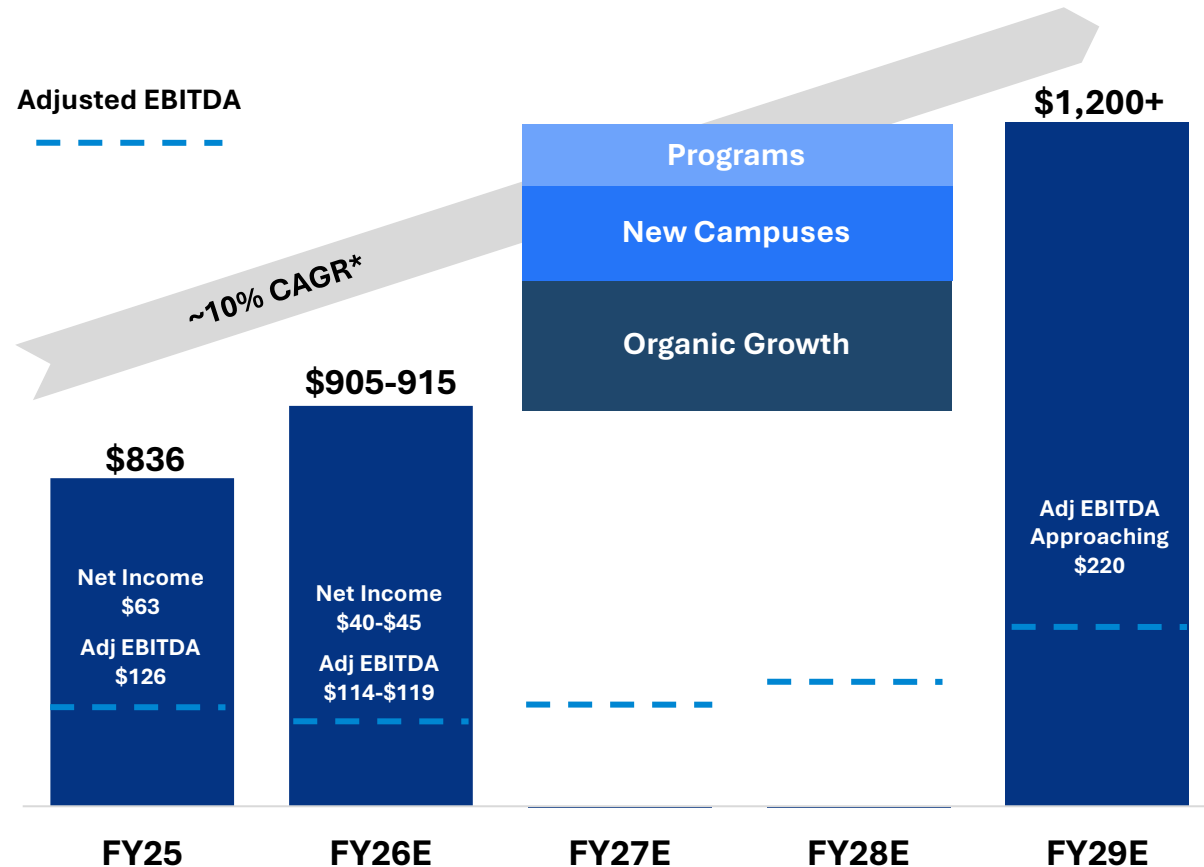 Adjusted EBITDA
~10% CAGR*
$836
Net Income
$63
Adj EBITDA
$126
$905-915
Net Income
$40-$45
Adj EBITDA
$114-$119
Programs
New Campuses
Organic Growth
$1,200+
Adj EBITDA
Approaching
$220
FY25
FY26E
FY27E
FY28E
FY29E